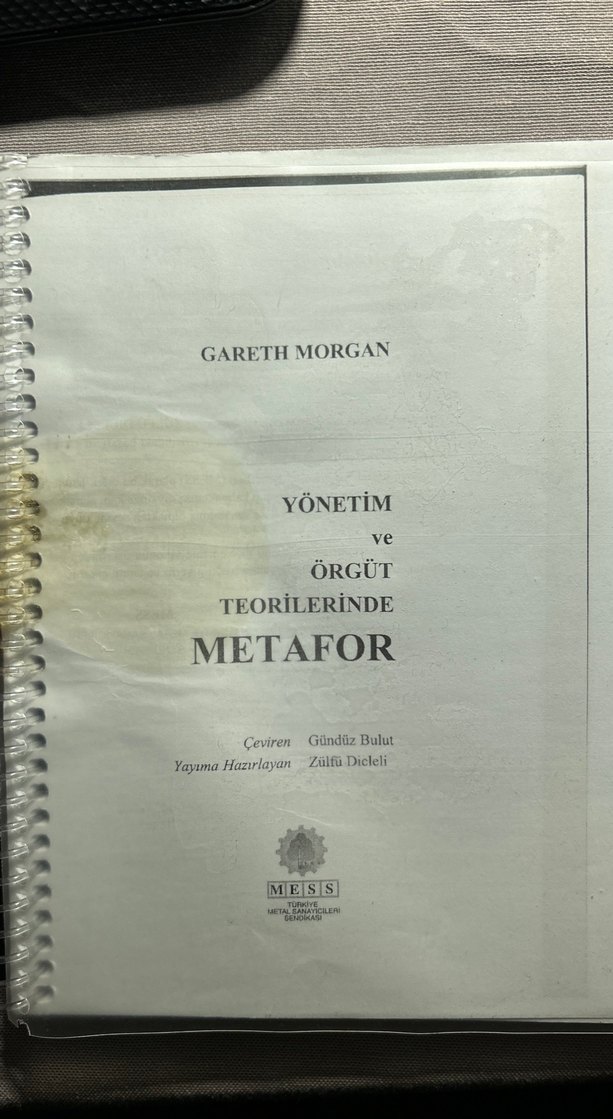 GARETH MORGAN
YÖNETİM
ve
ÖRGÜT
TEORİLERİNDE
METAFOR
Çeviren Gündüz Bulut
Yayıma Hazırlayan Zülfü Dicleli
MESS
TÜRKİYE
METAL SANAYİCİLERİ
SENDİKASI